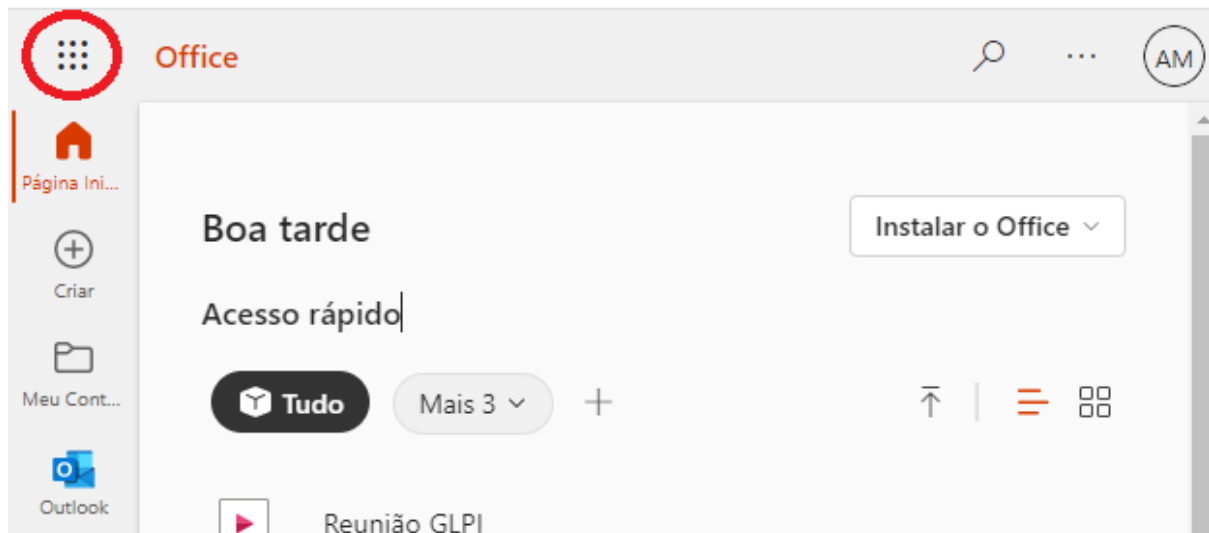 Office
... AM
Página Ini...
Boa tarde
Instalar o Office
Criar
Acesso rápido
Meu Cont...
Tudo
Mais 3
Outlook
Reunião GLPI